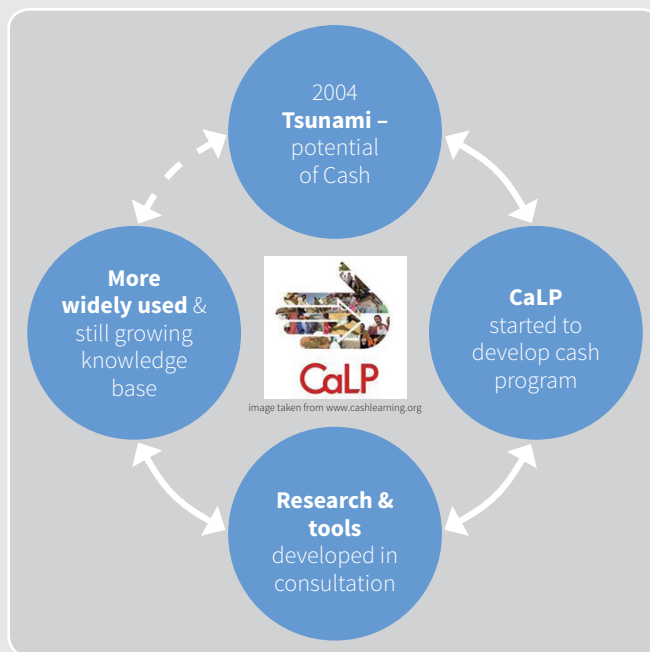 2004
Tsunami –
potential
of Cash
CaLP
started to
develop cash
program
Research &
tools
developed in
consultation
More
widely used &
still growing
knowledge
base
CaLP
image taken from www.cashlearning.org